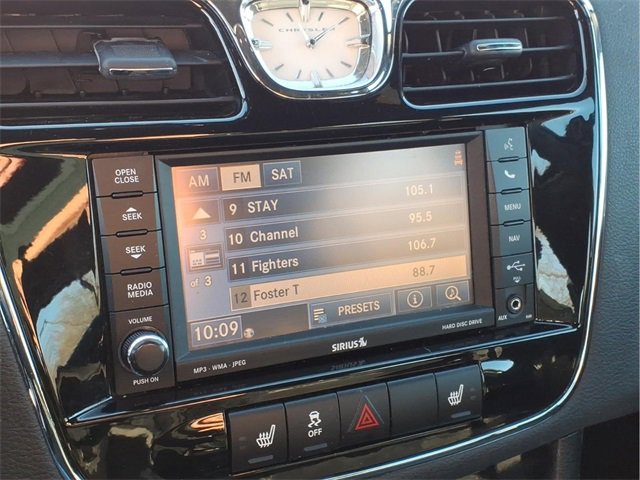 CHRYSLER
OPEN CLOSE
SEEK
SEEK
RADIO MEDIA
VOLUME
PUSH ON
AM FM SAT
9 STAY 105.1
10 Channel 95.5
11 Fighters 106.7
12 Foster T 88.7
3
of 3
PRESETS
10:09
SIRIUS
MP3 · WMA · JPEG
HARD DISC DRIVE
MENU
NAV
AUX
OFF